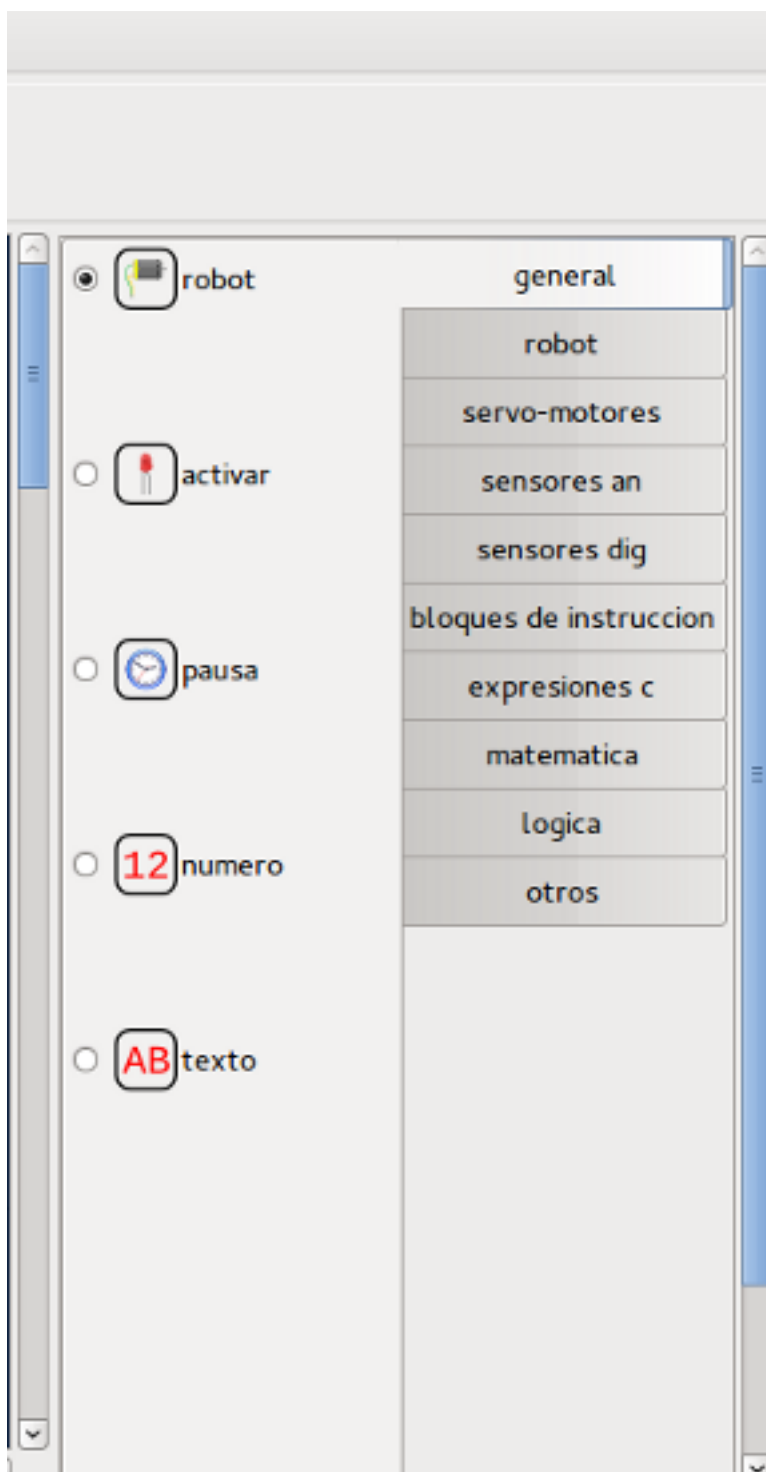 robot
activar
pausa
12 numero
AB texto
general
robot
servo-motores
sensores an
sensores dig
bloques de instruccion
expresiones c
matematica
logica
otros